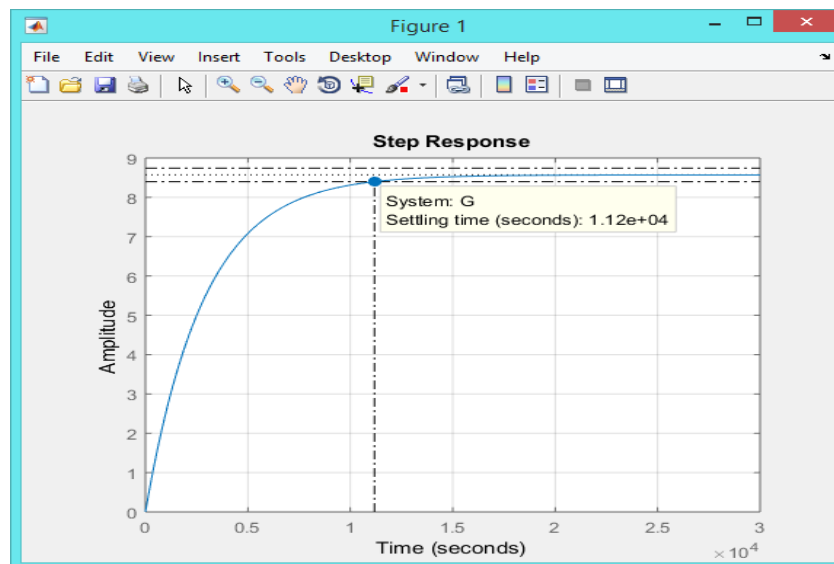 Figure 1
File Edit View Insert Tools Desktop Window Help
Step Response
9
8
7
6
5
4
3
2
1
0
Amplitude
System: G
Settling time (seconds): 1.12e+04
0 0.5 1 1.5 2 2.5 3
Time (seconds)
× 10^4